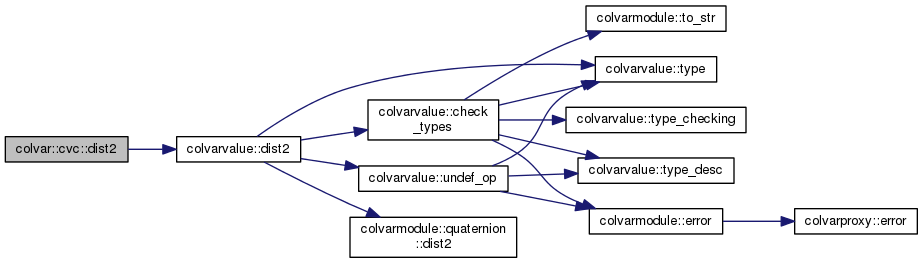 colvar::cvc::dist2
colvarvalue::dist2
colvarvalue::check
_types
colvarvalue::undef_op
colvarmodule::quaternion
::dist2
colvarmodule::to_str
colvarvalue::type
colvarvalue::type_checking
colvarvalue::type_desc
colvarmodule::error
colvarproxy::error